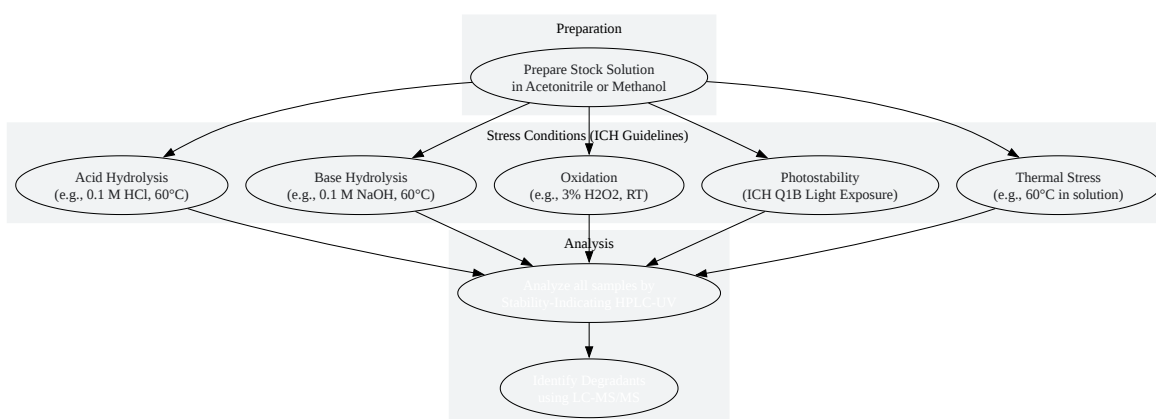 Preparation
Prepare Stock Solution
in Acetonitrile or Methanol
Stress Conditions (ICH Guidelines)
Acid Hydrolysis
(e.g., 0.1 M HCl, 60°C)
Base Hydrolysis
(e.g., 0.1 M NaOH, 60°C)
Oxidation
(e.g., 3% H2O2, RT)
Photostability
(ICH Q1B Light Exposure)
Thermal Stress
(e.g., 60°C in solution)
Analysis
Analyze all samples by
Stability-Indicating HPLC-UV
Identify Degradants
using LC-MS/MS